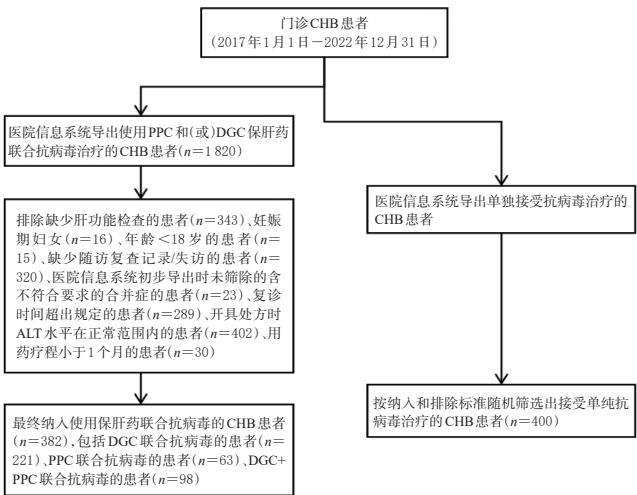 门诊CHB患者
(2017年1月1日－2022年12月31日)
医院信息系统导出使用PPC和(或)DGC保肝药
联合抗病毒治疗的CHB患者(n＝1 820)
排除缺少肝功能检查的患者(n＝343)、妊娠
期妇女(n＝16)、年龄＜18岁的患者(n＝
15)、缺少随访复查记录/失访的患者(n＝
320)、医院信息系统初步导出时未筛除的含
不符合要求的合并症的患者(n＝23)、复诊
时间超出规定的患者(n＝289)、开具处方时
ALT水平在正常范围内的患者(n＝402)、用
药疗程小于1个月的患者(n＝30)
最终纳入使用保肝药联合抗病毒的CHB患者
(n＝382)，包括DGC联合抗病毒的患者(n＝
221)、PPC联合抗病毒的患者(n＝63)、DGC+
PPC联合抗病毒的患者(n＝98)
医院信息系统导出单独接受抗病毒治疗的
CHB患者
按纳入和排除标准随机筛选出接受单纯抗
病毒治疗的CHB患者(n＝400)